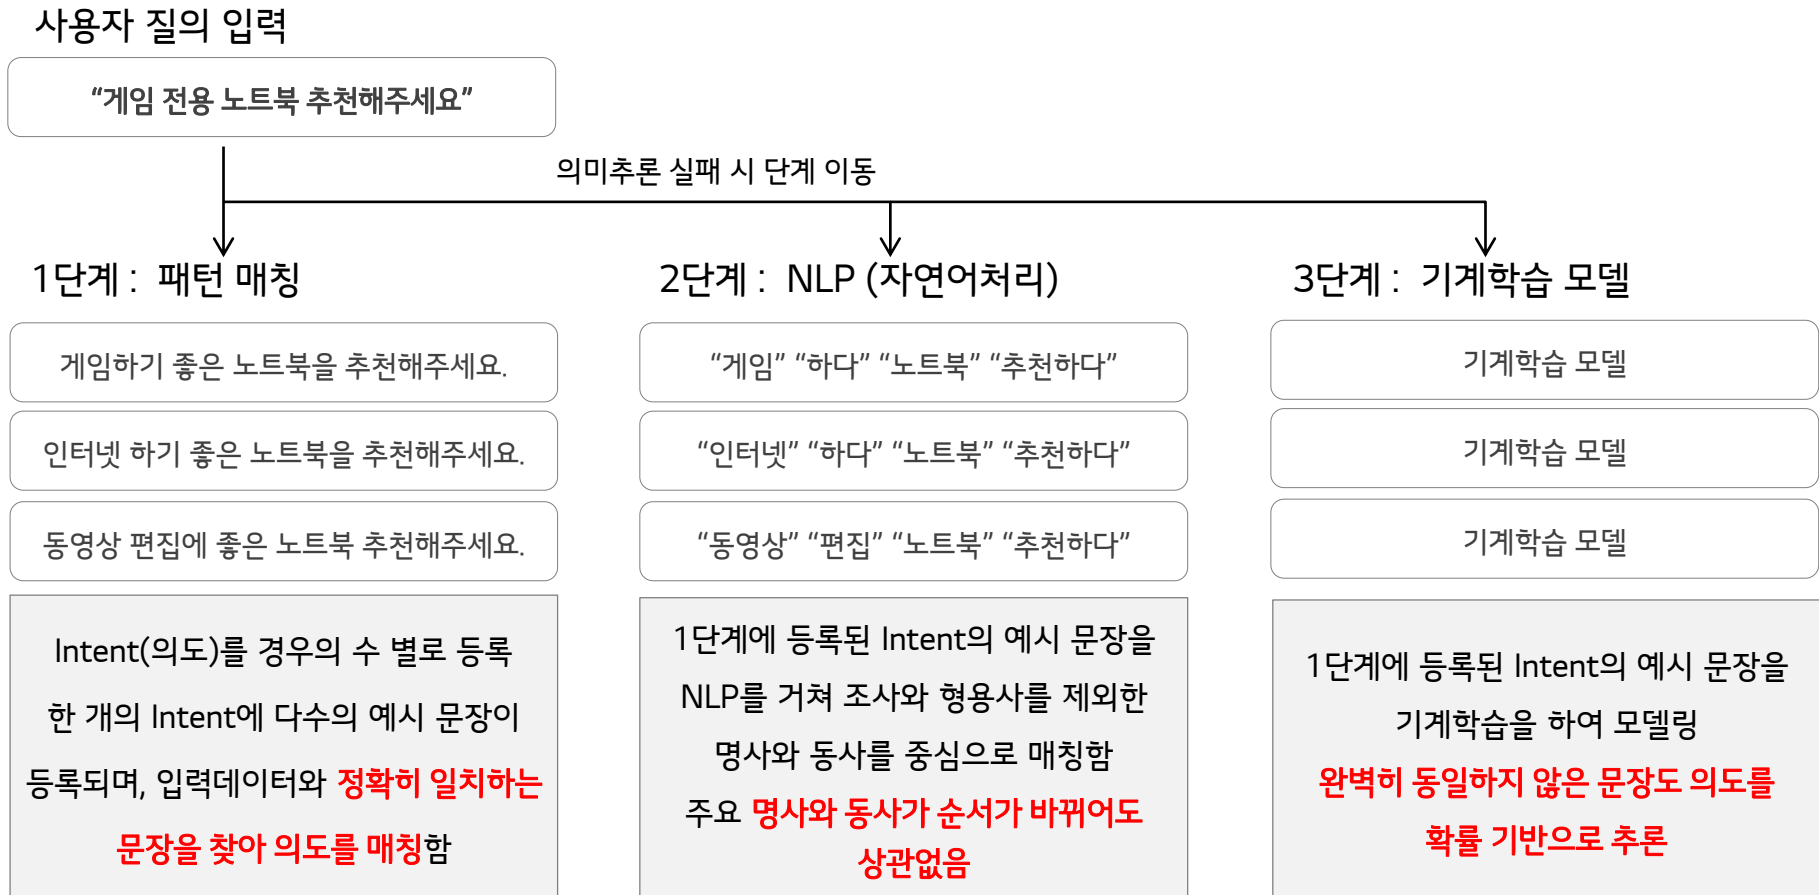 사용자 질의 입력
“게임 전용 노트북 추천해주세요”
의미추론 실패 시 단계 이동
1단계 : 패턴 매칭
게임하기 좋은 노트북을 추천해주세요.
인터넷 하기 좋은 노트북을 추천해주세요.
동영상 편집에 좋은 노트북 추천해주세요.
Intent(의도)를 경우의 수 별로 등록
한 개의 Intent에 다수의 예시 문장이
등록되며, 입력데이터와 정확히 일치하는
문장을 찾아 의도를 매칭함
2단계 : NLP (자연어처리)
“게임” “하다” “노트북” “추천하다”
“인터넷” “하다” “노트북” “추천하다”
“동영상” “편집” “노트북” “추천하다”
1단계에 등록된 Intent의 예시 문장을
NLP를 거쳐 조사와 형용사를 제외한
명사와 동사를 중심으로 매칭함
주요 명사와 동사가 순서가 바뀌어도
상관없음
3단계 : 기계학습 모델
기계학습 모델
기계학습 모델
기계학습 모델
1단계에 등록된 Intent의 예시 문장을
기계학습을 하여 모델링
완벽히 동일하지 않은 문장도 의도를
확률 기반으로 추론